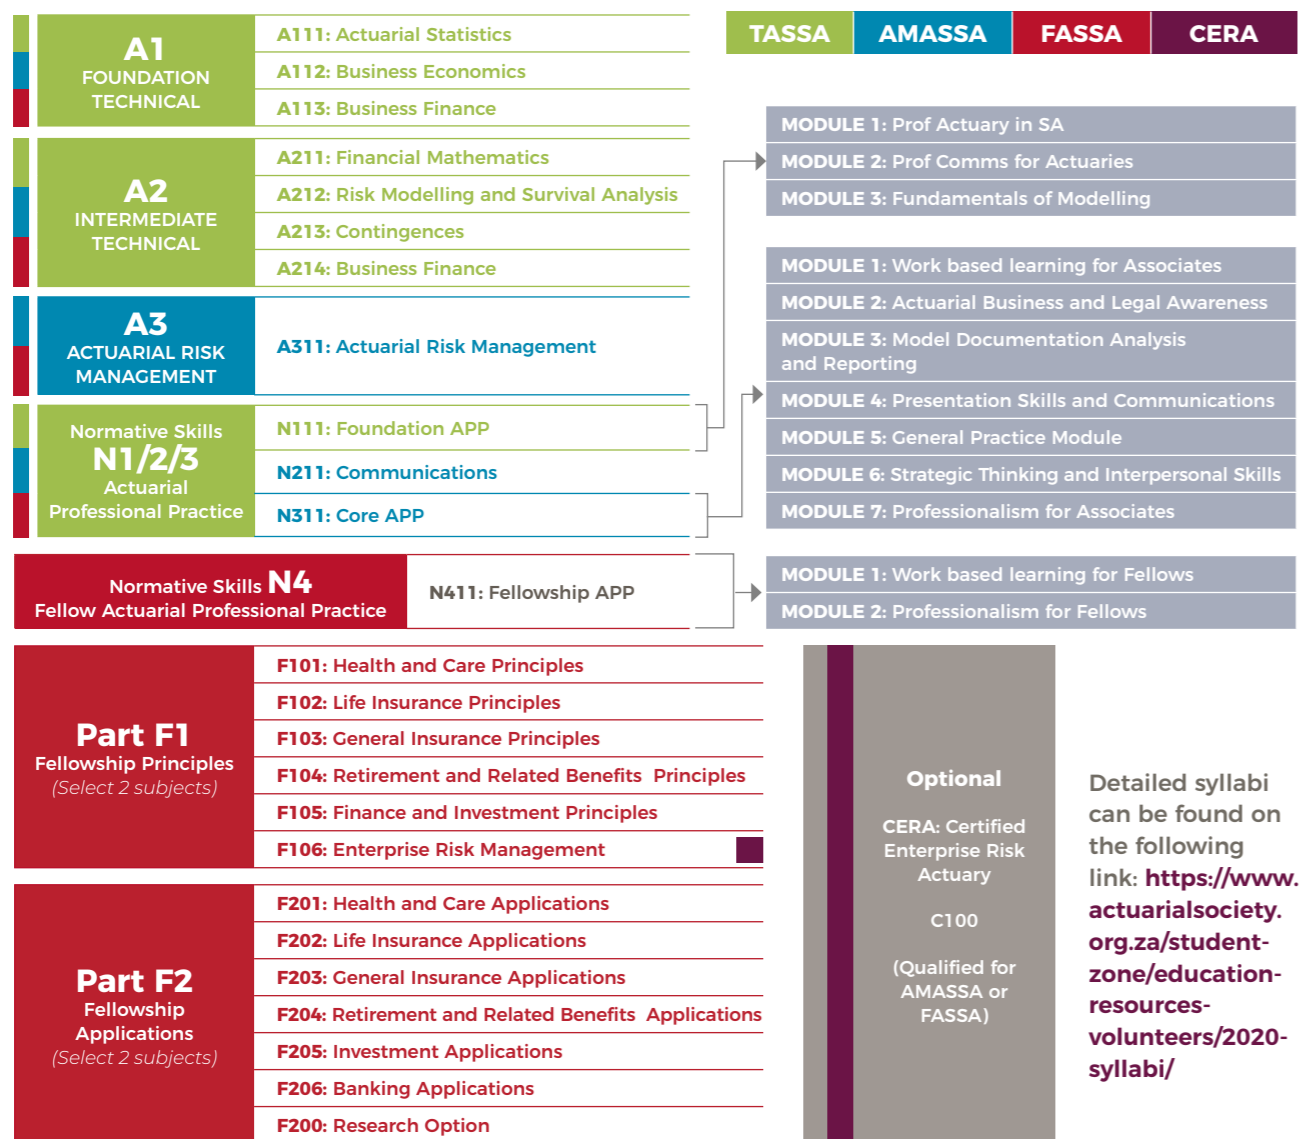 A1
FOUNDATION
TECHNICAL
A111: Actuarial Statistics
A112: Business Economics
A113: Business Finance
A2
INTERMEDIATE
TECHNICAL
A211: Financial Mathematics
A212: Risk Modelling and Survival Analysis
A213: Contingences
A214: Business Finance
A3
ACTUARIAL RISK
MANAGEMENT
A311: Actuarial Risk Management
Normative Skills
N1/2/3
Actuarial
Professional Practice
N111: Foundation APP
N211: Communications
N311: Core APP
Normative Skills N4
Fellow Actuarial Professional Practice
N411: Fellowship APP
Part F1
Fellowship Principles
(Select 2 subjects)
F101: Health and Care Principles
F102: Life Insurance Principles
F103: General Insurance Principles
F104: Retirement and Related Benefits Principles
F105: Finance and Investment Principles
F106: Enterprise Risk Management
Part F2
Fellowship
Applications
(Select 2 subjects)
F201: Health and Care Applications
F202: Life Insurance Applications
F203: General Insurance Applications
F204: Retirement and Related Benefits Applications
F205: Investment Applications
F206: Banking Applications
F200: Research Option
TASSA
AMASSA
FASSA
CERA
MODULE 1: Prof Actuary in SA
MODULE 2: Prof Comms for Actuaries
MODULE 3: Fundamentals of Modelling
MODULE 1: Work based learning for Associates
MODULE 2: Actuarial Business and Legal Awareness
MODULE 3: Model Documentation Analysis
and Reporting
MODULE 4: Presentation Skills and Communications
MODULE 5: General Practice Module
MODULE 6: Strategic Thinking and Interpersonal Skills
MODULE 7: Professionalism for Associates
MODULE 1: Work based learning for Fellows
MODULE 2: Professionalism for Fellows
Optional
CERA: Certified
Enterprise Risk
Actuary
C100
(Qualified for
AMASSA or
FASSA)
Detailed syllabi
can be found on
the following
link: https://www.
actuarialsociety.
org.za/student-
zone/education-
resources-
volunteers/2020-
syllabi/